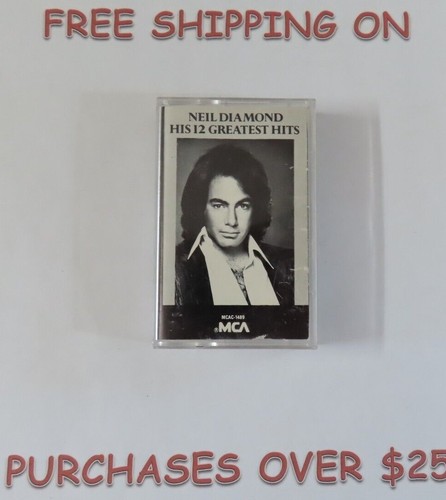 FREE SHIPPING ON
NEIL DIAMOND
HIS 12 GREATEST HITS
MCAC-1489
MCA
PURCHASES OVER $25